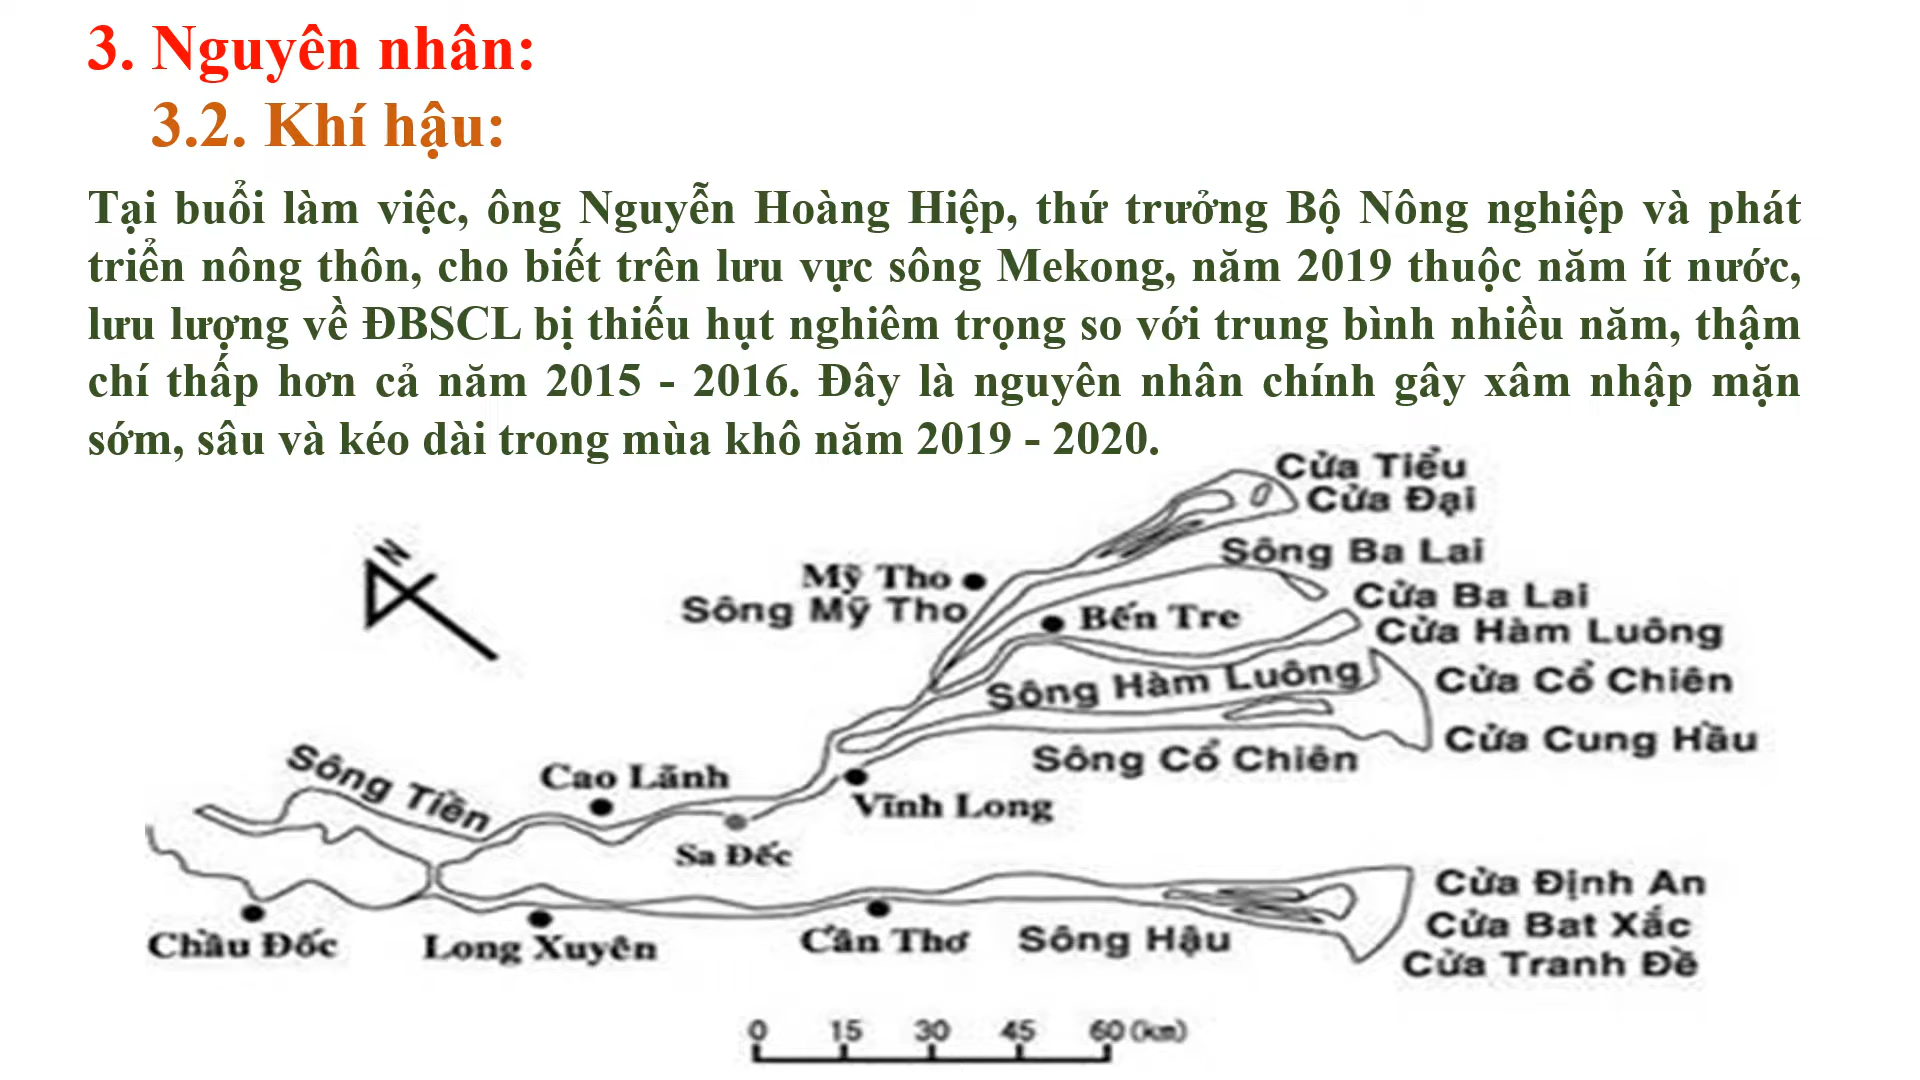 3. Nguyên nhân:
3.2. Khí hậu:
Tại buổi làm việc, ông Nguyễn Hoàng Hiệp, thứ trưởng Bộ Nông nghiệp và phát
triển nông thôn, cho biết trên lưu vực sông Mekong, năm 2019 thuộc năm ít nước,
lưu lượng về ĐBSCL bị thiếu hụt nghiêm trọng so với trung bình nhiều năm, thậm
chí thấp hơn cả năm 2015 - 2016. Đây là nguyên nhân chính gây xâm nhập mặn
sớm, sâu và kéo dài trong mùa khô năm 2019 - 2020.
Cửa Tiểu
Cửa Đại
N
Sông Ba Lai
Mỹ Tho
Sông Mỹ Tho
Cửa Ba Lai
Bến Tre
Cửa Hàm Luông
Sông Hàm Luông
Cửa Cổ Chiên
Cửa Cung Hầu
Sông Cổ Chiên
Sông Tiền
Cao Lãnh
Vĩnh Long
Sa Đéc
Cửa Định An
Cửa Bat Xắc
Cửa Tranh Đề
Chầu Đốc
Long Xuyên
Cần Thơ
Sông Hậu
0 15 30 45 60 (km)